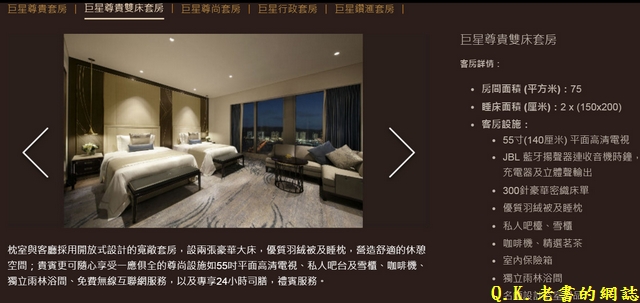 巨星尊貴套房 | 巨星尊貴雙床套房 | 巨星尊尚套房 | 巨星行政套房 | 巨星鑽滙套房 |
巨星尊貴雙床套房
客房詳情：
房間面積 (平方米)：75
睡床面積 (厘米)：2 x (150x200)
客房設施：
55寸(140厘米) 平面高清電視
JBL 藍牙揚聲器連收音機時鐘，
充電器及立體聲輸出
300針豪華密織床單
優質羽絨被及睡枕
私人吧檯、雪櫃
咖啡機、精選茗茶
室內保險箱
獨立雨林浴間
枕室與客廳採用開放式設計的寬敞套房，設兩張豪華大床，優質羽絨被及睡枕，營造舒適的休憩
空間；貴賓更可隨心享受一應俱全的尊尚設施如55吋平面高清電視、私人吧台及雪櫃、咖啡機、
獨立雨林浴間、免費無線互聯網服務，以及專享24小時司膳，禮賓服務。
Q.K.老書的網誌